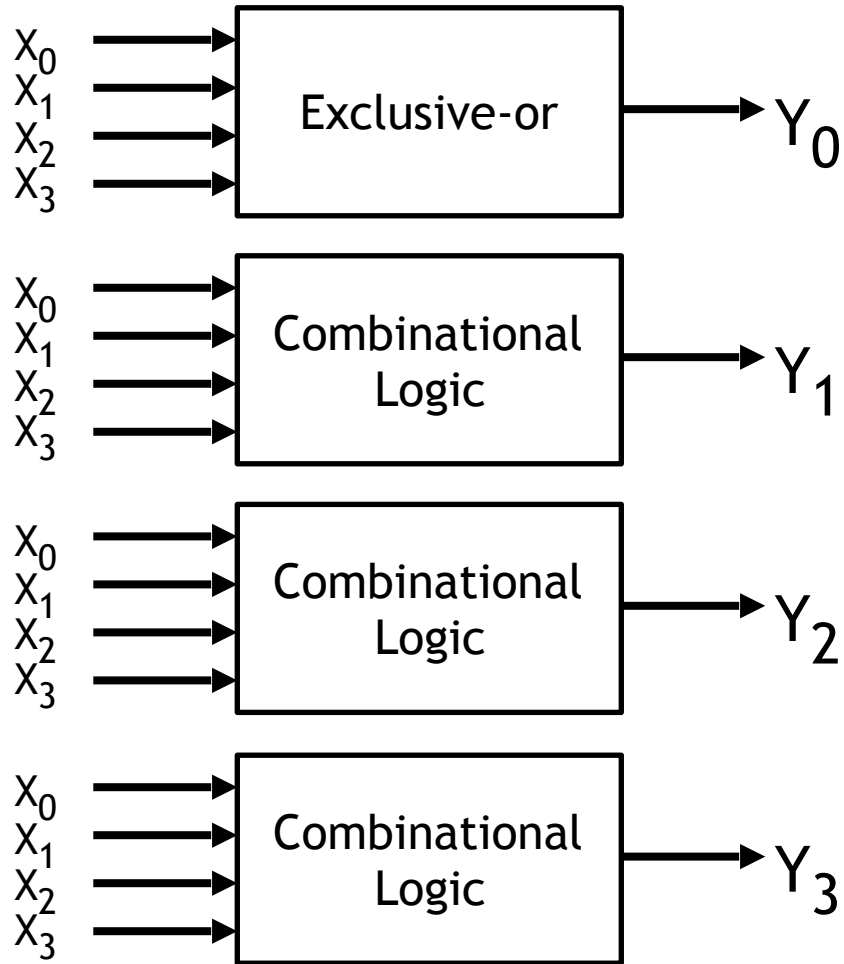 X0
X1
X2
X3
Exclusive-or
Y0
X0
X1
X2
X3
Combinational
Logic
Y1
X0
X1
X2
X3
Combinational
Logic
Y2
X0
X1
X2
X3
Combinational
Logic
Y3